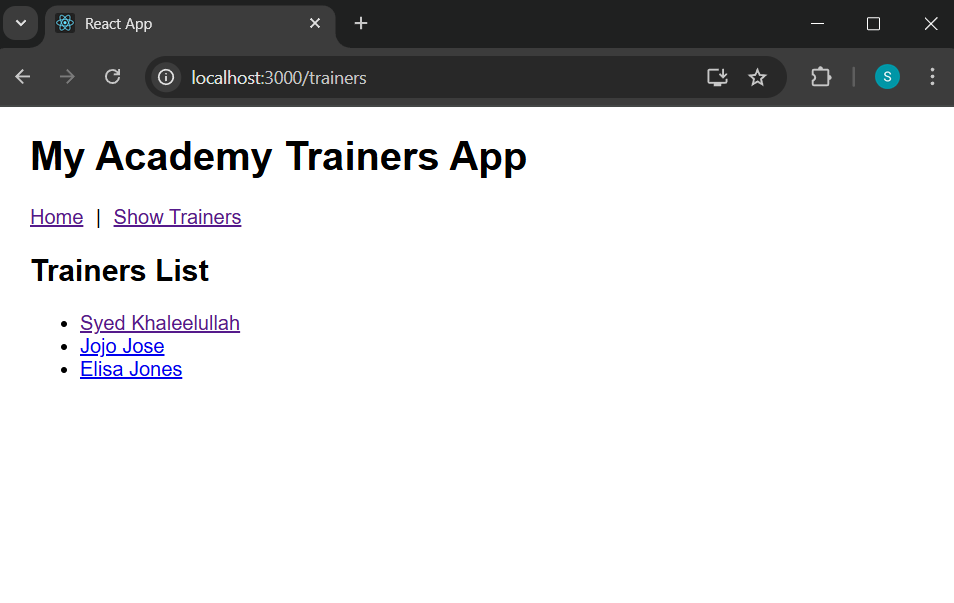 React App
localhost:3000/trainers
S
My Academy Trainers App
Home | Show Trainers
Trainers List
Syed Khaleelullah
Jojo Jose
Elisa Jones